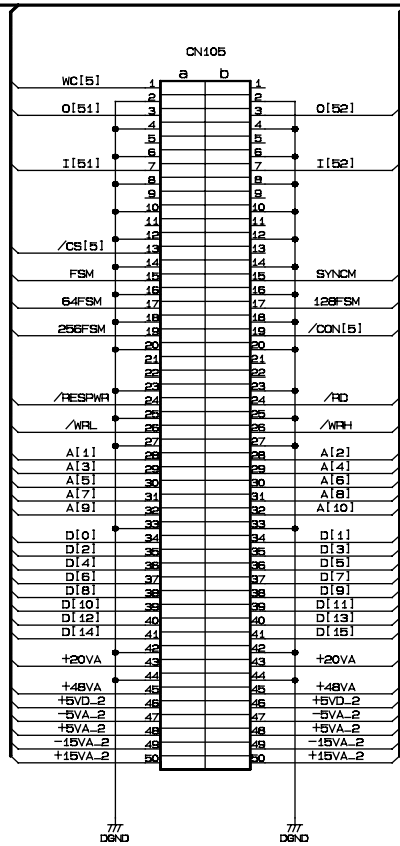 CN105
a b
WC[5] 1 1
2 2
O[51] 3 3 O[52]
4 4
5 5
6 6
I[51] 7 7 I[52]
8 8
9 9
10 10
11 11
12 12
/CS[5] 13 13
14 14
FSM 15 15 SYNCM
16 16
64FSM 17 17 128FSM
18 18
256FSM 19 19 /CON[5]
20 20
21 21
22 22
23 23
/RESPWR 24 24 /RD
25 25
/WRL 26 26 /WRH
27 27
A[1] 28 28 A[2]
A[3] 29 29 A[4]
A[5] 30 30 A[6]
A[7] 31 31 A[8]
A[9] 32 32 A[10]
33 33
D[0] 34 34 D[1]
D[2] 35 35 D[3]
D[4] 36 36 D[5]
D[6] 37 37 D[7]
D[8] 38 38 D[9]
D[10] 39 39 D[11]
D[12] 40 40 D[13]
D[14] 41 41 D[15]
42 42
+20VA 43 43 +20VA
44 44
+48VA 45 45 +48VA
+5VD_2 46 46 +5VD_2
-5VA_2 47 47 -5VA_2
+5VA_2 48 48 +5VA_2
-15VA_2 49 49 -15VA_2
+15VA_2 50 50 +15VA_2
DGND DGND